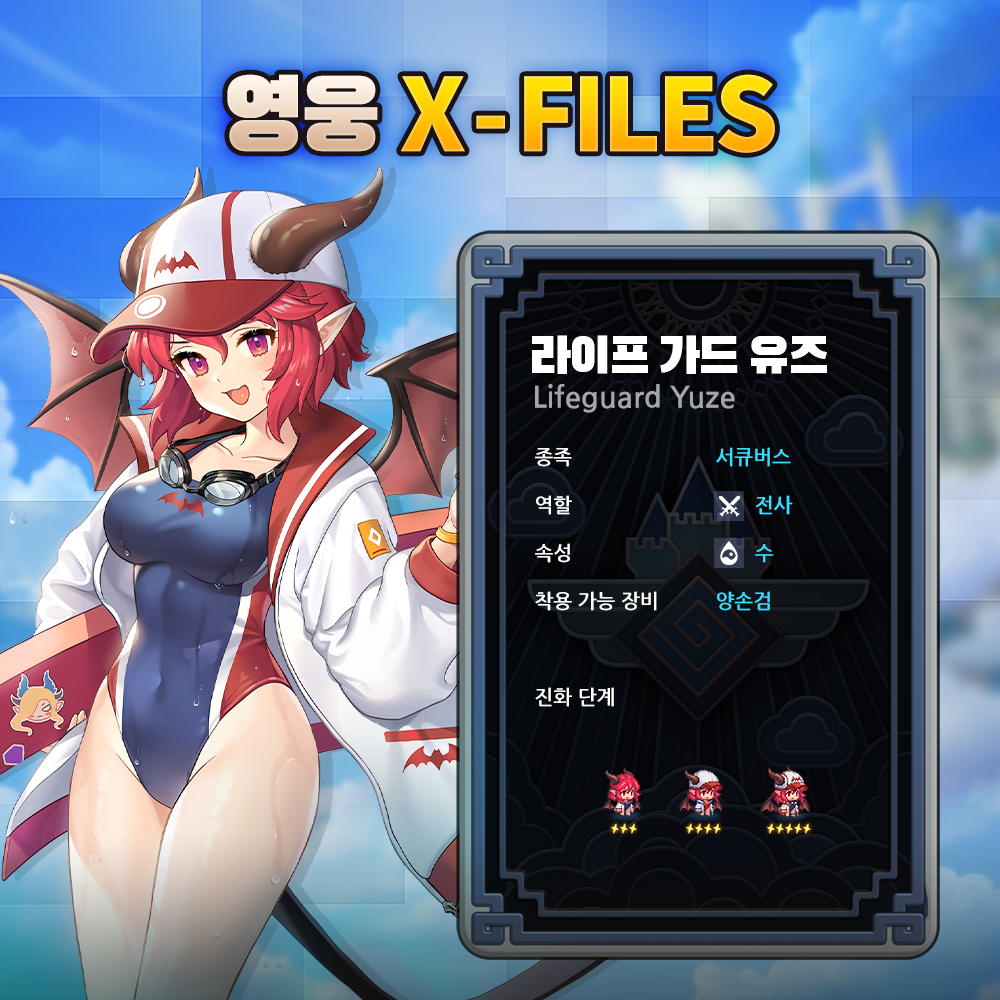 영웅 X-FILES
라이프 가드 유즈
Lifeguard Yuze
종족 서큐버스
역할 전사
속성 수
착용 가능 장비 양손검
진화 단계